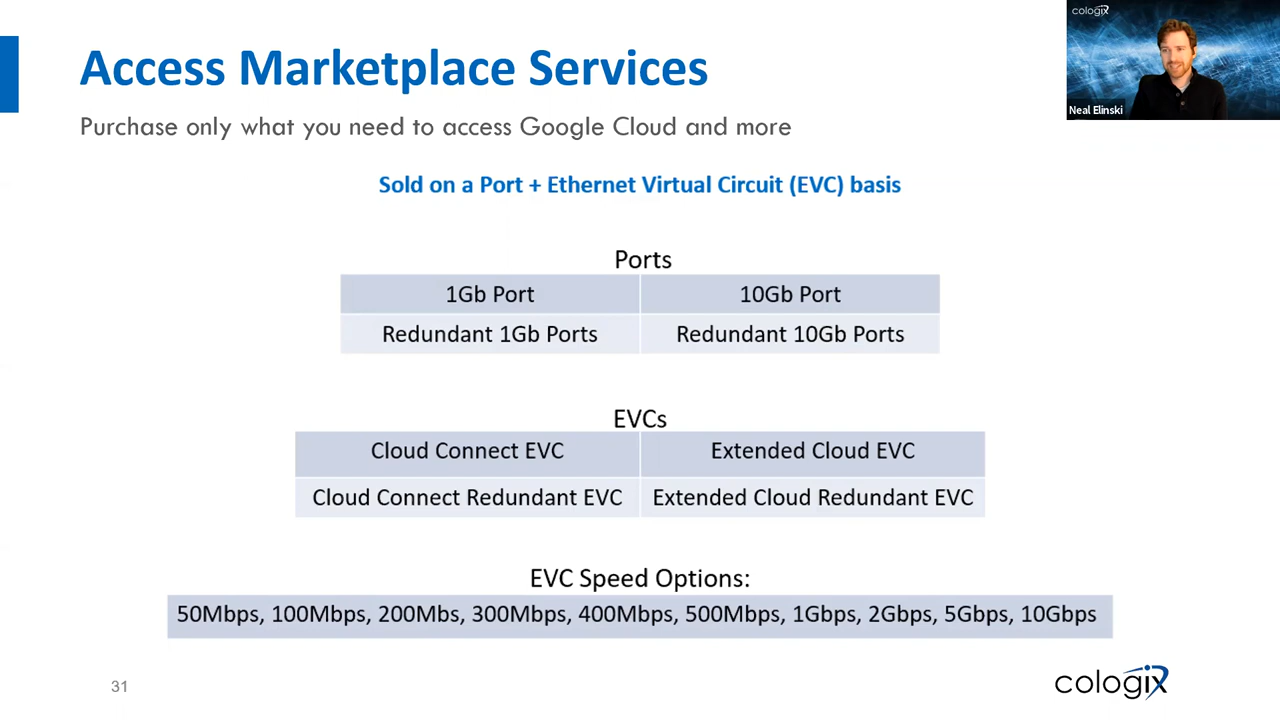 Access Marketplace Services
Purchase only what you need to access Google Cloud and more
cologix
Neal Elinski
Sold on a Port + Ethernet Virtual Circuit (EVC) basis
Ports
1Gb Port
10Gb Port
Redundant 1Gb Ports
Redundant 10Gb Ports
EVCs
Cloud Connect EVC
Extended Cloud EVC
Cloud Connect Redundant EVC
Extended Cloud Redundant EVC
EVC Speed Options:
50Mbps, 100Mbps, 200Mbs, 300Mbps, 400Mbps, 500Mbps, 1Gbps, 2Gbps, 5Gbps, 10Gbps
31
cologix